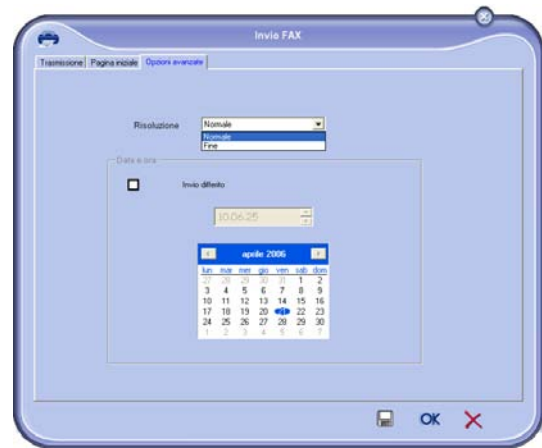 Invio FAX
Trasmissione Pagina iniziale Opzioni avanzate
Risoluzione Normale
Normale
Fine
Data e ora
Invio differito
10.06.25
aprile 2006
lun mar mer gio ven sab dom
27 28 29 30 31 1 2
3 4 5 6 7 8 9
10 11 12 13 14 15 16
17 18 19 20 21 22 23
24 25 26 27 28 29 30
1 2 3 4 5 6 7
OK